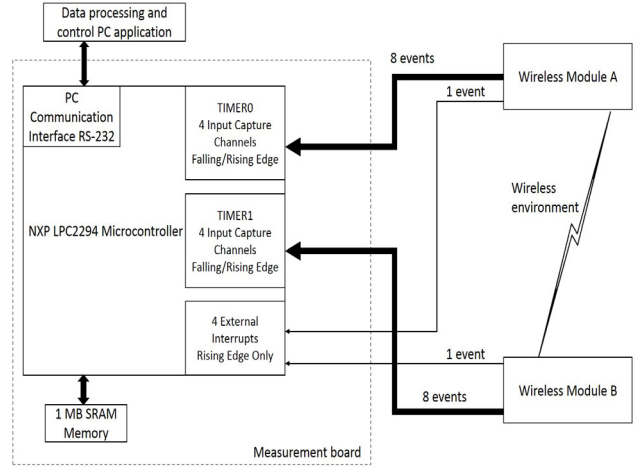 Data processing and
control PC application
8 events
Wireless Module A
1 event
PC
Communication
Interface RS-232
TIMER0
4 Input Capture
Channels
Falling/Rising Edge
Wireless
environment
NXP LPC2294 Microcontroller
TIMER1
4 Input Capture
Channels
Falling/Rising Edge
4 External
Interrupts
Rising Edge Only
1 event
Wireless Module B
8 events
1 MB SRAM
Memory
Measurement board